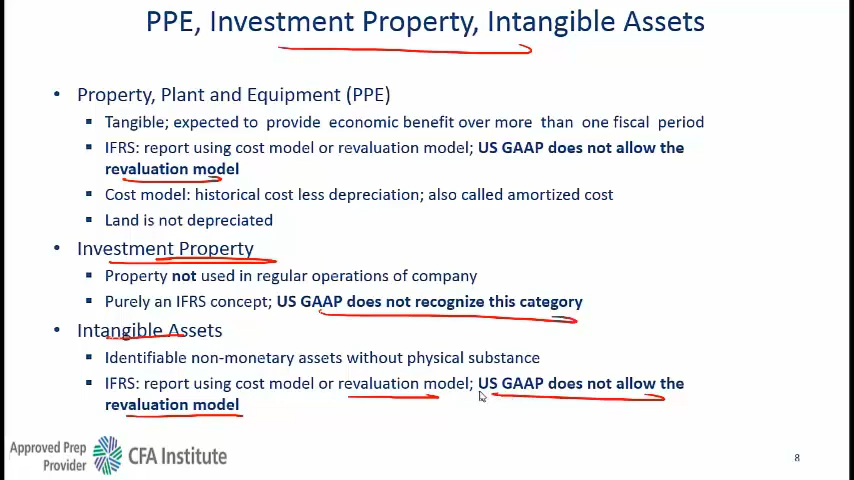 PPE, Investment Property, Intangible Assets
• Property, Plant and Equipment (PPE)
▪ Tangible; expected to provide economic benefit over more than one fiscal period
▪ IFRS: report using cost model or revaluation model; US GAAP does not allow the
revaluation model
▪ Cost model: historical cost less depreciation; also called amortized cost
▪ Land is not depreciated
• Investment Property
▪ Property not used in regular operations of company
▪ Purely an IFRS concept; US GAAP does not recognize this category
• Intangible Assets
▪ Identifiable non-monetary assets without physical substance
▪ IFRS: report using cost model or revaluation model; US GAAP does not allow the
revaluation model
Approved Prep
Provider
CFA Institute
8